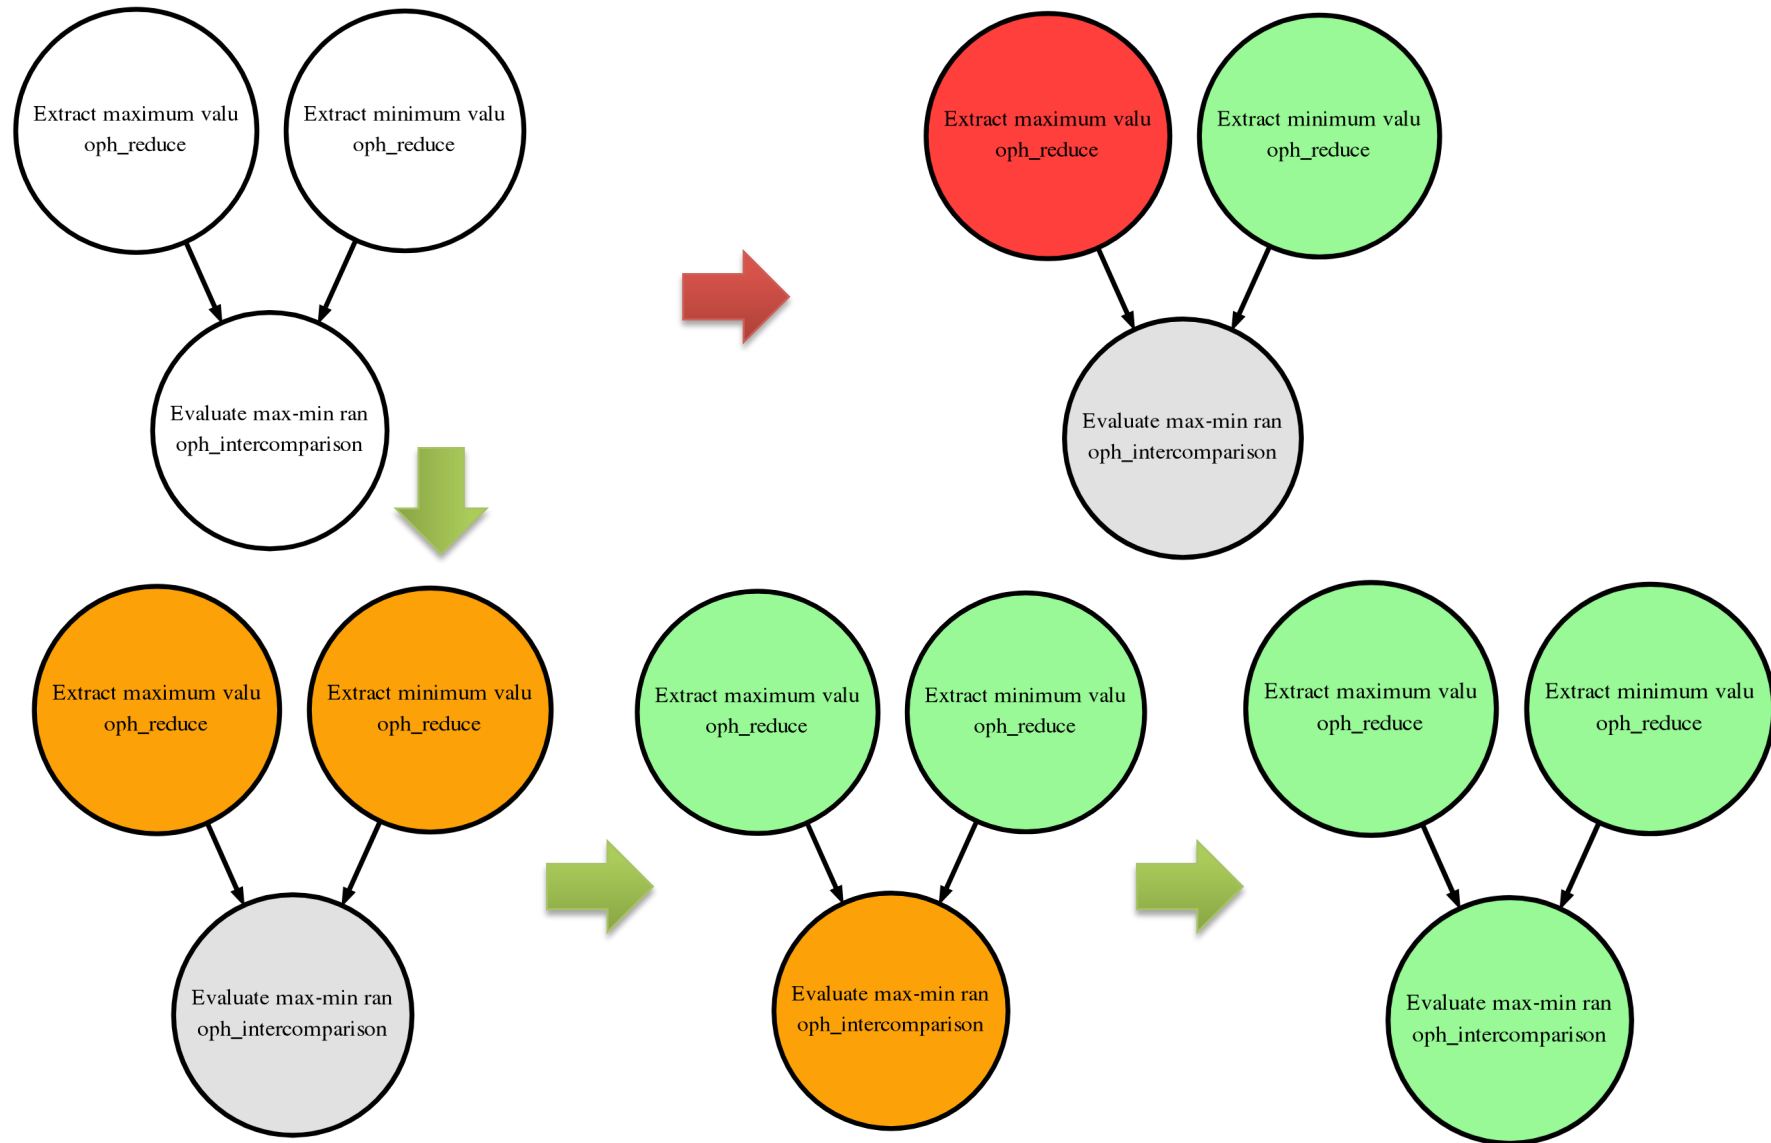 Extract maximum valu
oph_reduce
Extract minimum valu
oph_reduce
Evaluate max-min ran
oph_intercomparison
Extract maximum valu
oph_reduce
Extract minimum valu
oph_reduce
Evaluate max-min ran
oph_intercomparison
Extract maximum valu
oph_reduce
Extract minimum valu
oph_reduce
Evaluate max-min ran
oph_intercomparison
Extract maximum valu
oph_reduce
Extract minimum valu
oph_reduce
Evaluate max-min ran
oph_intercomparison
Extract maximum valu
oph_reduce
Extract minimum valu
oph_reduce
Evaluate max-min ran
oph_intercomparison